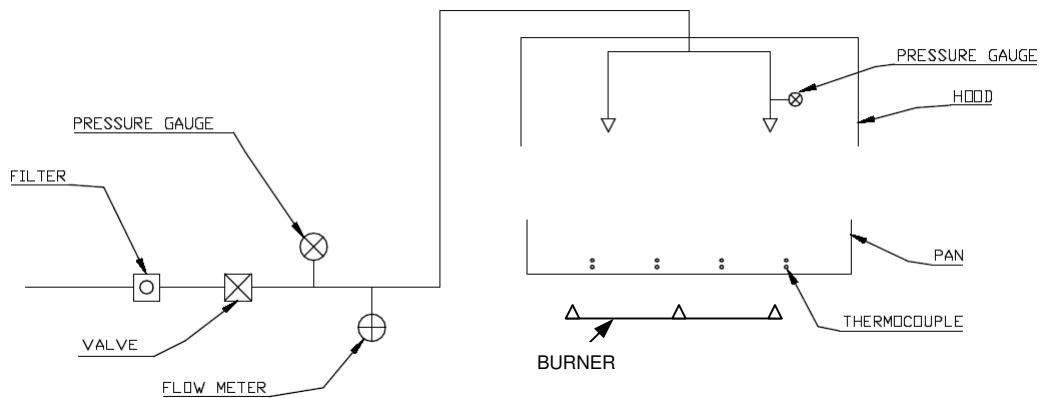 PRESSURE GAUGE
HOOD
PRESSURE GAUGE
FILTER
PAN
THERMOCOUPLE
VALVE
BURNER
FLOW METER